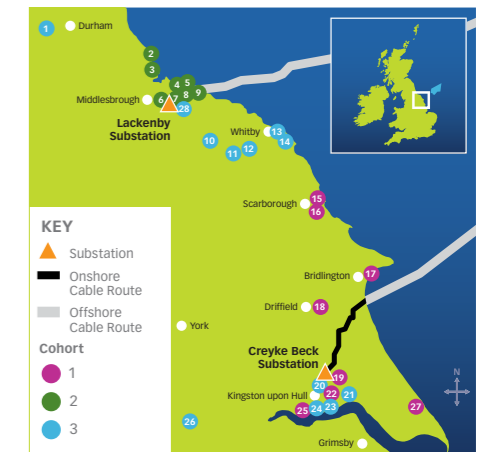 1
Durham
2
3
4
5
Middlesbrough
6
7
8
9
28
Lackenby
Substation
10
Whitby
13
14
11
12
Scarborough
15
16
KEY
Substation
Onshore
Cable Route
Offshore
Cable Route
Cohort
1
2
3
Bridlington
17
Driffield
18
York
Creyke Beck
Substation
19
20
Kingston upon Hull
22
21
25
24
23
27
26
Grimsby
N